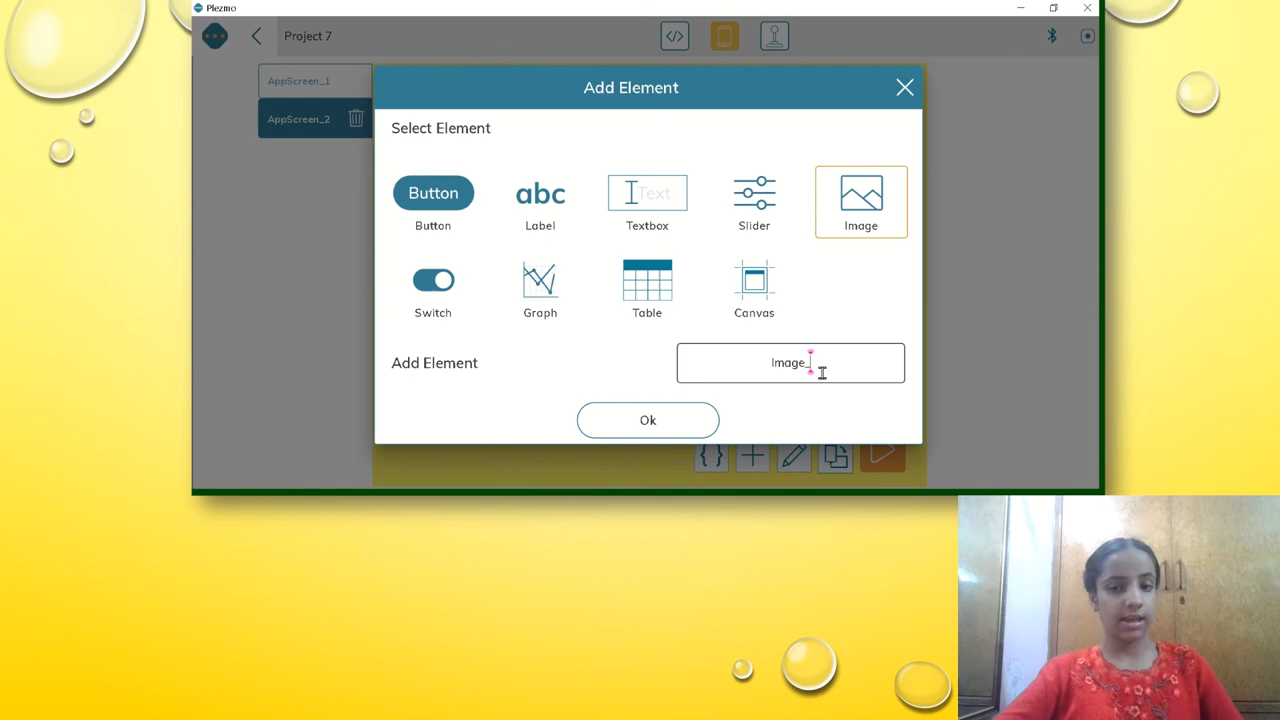 Plezmo
Project 7
AppScreen_1
AppScreen_2
Add Element
Select Element
Button
Button
abc
Label
Text
Textbox
Slider
Image
Switch
Graph
Table
Canvas
Add Element
Image_
Ok